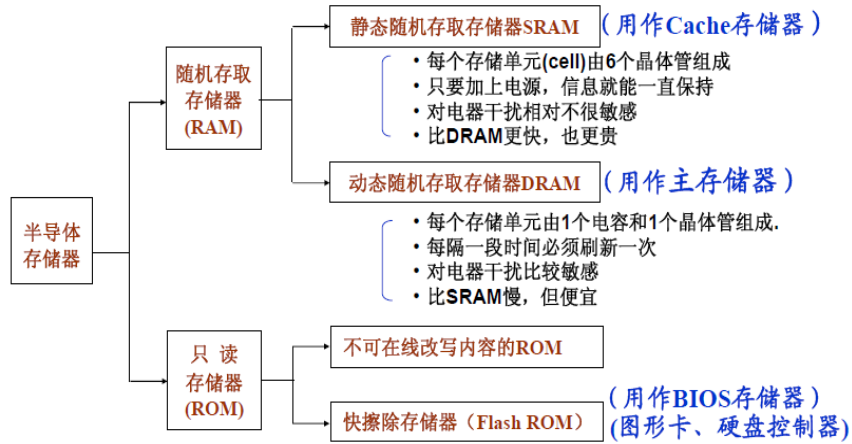 静态随机存取存储器SRAM
(用作Cache存储器)
• 每个存储单元(cell)由6个晶体管组成
• 只要加上电源，信息就能一直保持
• 对电器干扰相对不很敏感
• 比DRAM更快，也更贵
随机存取
存储器
(RAM)
动态随机存取存储器DRAM
(用作主存储器)
• 每个存储单元由1个电容和1个晶体管组成.
• 每隔一段时间必须刷新一次
• 对电器干扰比较敏感
• 比SRAM慢，但便宜
半导体
存储器
只 读
存储器
(ROM)
不可在线改写内容的ROM
快擦除存储器（Flash ROM）
(用作BIOS存储器)
(图形卡、硬盘控制器)